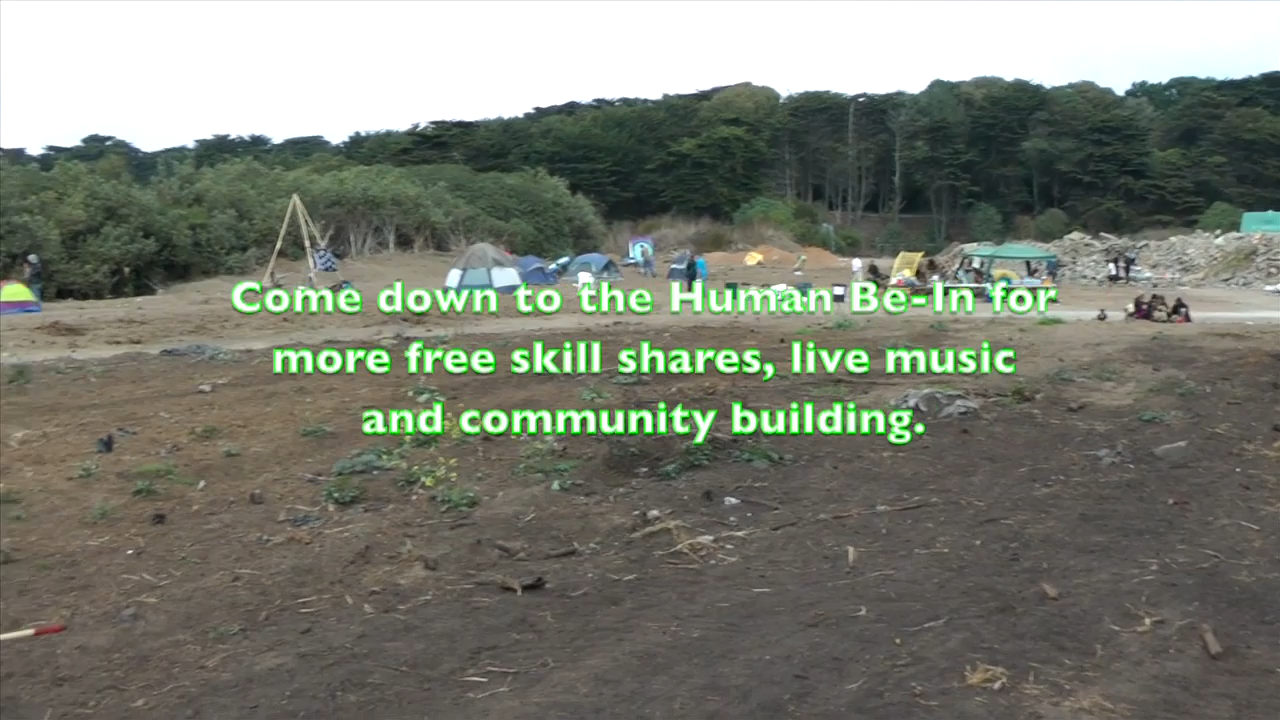 Come down to the Human Be-In for
more free skill shares, live music
and community building.